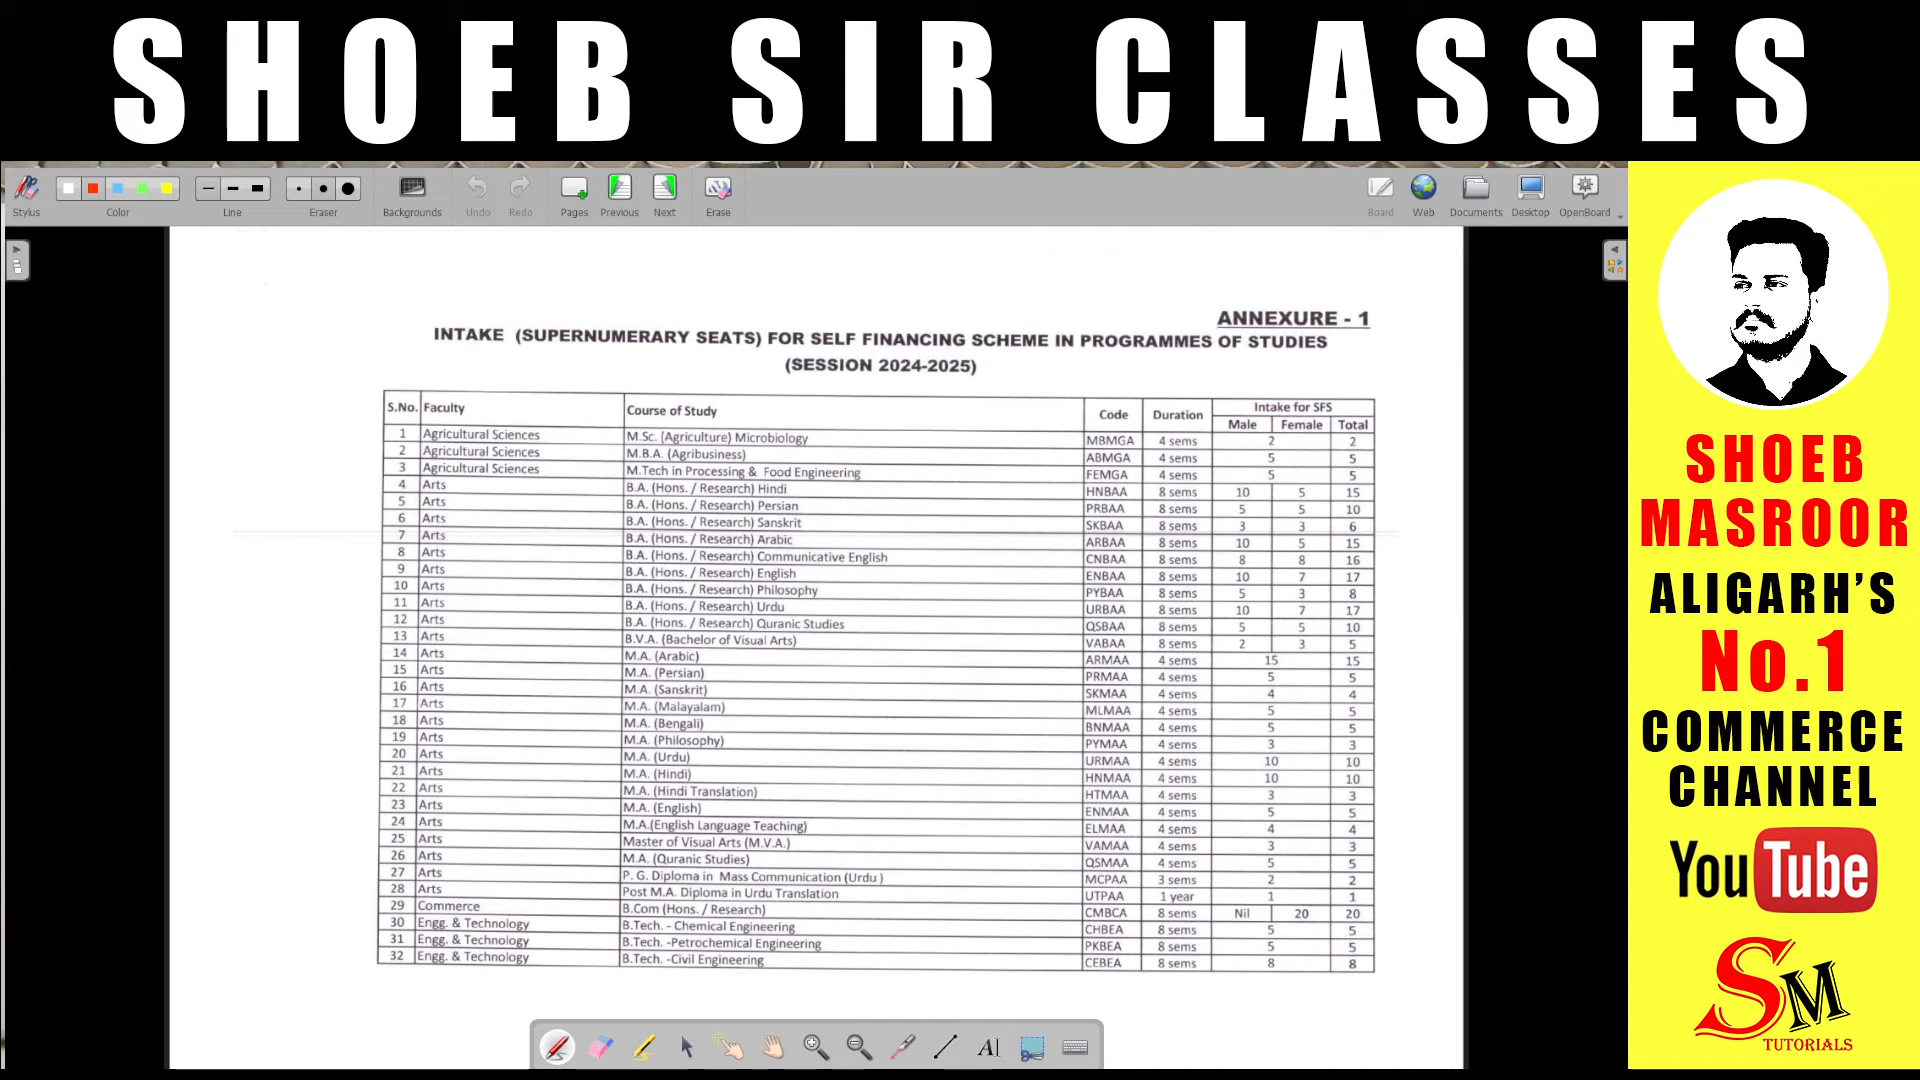 SHOEB SIR CLASSES
Stylus Color Line Eraser Backgrounds Undo Redo Pages Previous Next Erase Board Web Documents Desktop OpenBoard
ANNEXURE - 1
INTAKE (SUPERNUMERARY SEATS) FOR SELF FINANCING SCHEME IN PROGRAMMES OF STUDIES
(SESSION 2024-2025)
S.No. Faculty Course of Study Code Duration Intake for SFS
Male Female Total
1 Agricultural Sciences M.Sc. (Agriculture) Microbiology MBMGA 4 sems 2 2
2 Agricultural Sciences M.B.A. (Agribusiness) ABMGA 4 sems 5 5
3 Agricultural Sciences M.Tech in Processing & Food Engineering FEMGA 4 sems 5 5
4 Arts B.A. (Hons. / Research) Hindi HNBAA 8 sems 10 5 15
5 Arts B.A. (Hons. / Research) Persian PRBAA 8 sems 5 5 10
6 Arts B.A. (Hons. / Research) Sanskrit SKBAA 8 sems 3 3 6
7 Arts B.A. (Hons. / Research) Arabic ARBAA 8 sems 10 5 15
8 Arts B.A. (Hons. / Research) Communicative English CNBAA 8 sems 8 8 16
9 Arts B.A. (Hons. / Research) English ENBAA 8 sems 10 7 17
10 Arts B.A. (Hons. / Research) Philosophy PYBAA 8 sems 5 3 8
11 Arts B.A. (Hons. / Research) Urdu URBAA 8 sems 10 7 17
12 Arts B.A. (Hons. / Research) Quranic Studies QSBAA 8 sems 5 5 10
13 Arts B.V.A. (Bachelor of Visual Arts) VABAA 8 sems 2 3 5
14 Arts M.A. (Arabic) ARMAA 4 sems 15 15
15 Arts M.A. (Persian) PRMAA 4 sems 5 5
16 Arts M.A. (Sanskrit) SKMAA 4 sems 4 4
17 Arts M.A. (Malayalam) MLMAA 4 sems 5 5
18 Arts M.A. (Bengali) BNMAA 4 sems 5 5
19 Arts M.A. (Philosophy) PYMAA 4 sems 3 3
20 Arts M.A. (Urdu) URMAA 4 sems 10 10
21 Arts M.A. (Hindi) HNMAA 4 sems 10 10
22 Arts M.A. (Hindi Translation) HTMAA 4 sems 3 3
23 Arts M.A. (English) ENMAA 4 sems 5 5
24 Arts M.A.(English Language Teaching) ELMAA 4 sems 4 4
25 Arts Master of Visual Arts (M.V.A.) VAMAA 4 sems 3 3
26 Arts M.A. (Quranic Studies) QSMAA 4 sems 5 5
27 Arts P. G. Diploma in Mass Communication (Urdu ) MCPAA 3 sems 2 2
28 Arts Post M.A. Diploma in Urdu Translation UTPAA 1 year 1 1
29 Commerce B.Com (Hons. / Research) CMBCA 8 sems Nil 20 20
30 Engg. & Technology B.Tech. - Chemical Engineering CHBEA 8 sems 5 5
31 Engg. & Technology B.Tech. -Petrochemical Engineering PKBEA 8 sems 5 5
32 Engg. & Technology B.Tech. -Civil Engineering CEBEA 8 sems 8 8
SHOEB
MASROOR
ALIGARH'S
No.1
COMMERCE
CHANNEL
YouTube
SM
TUTORIALS